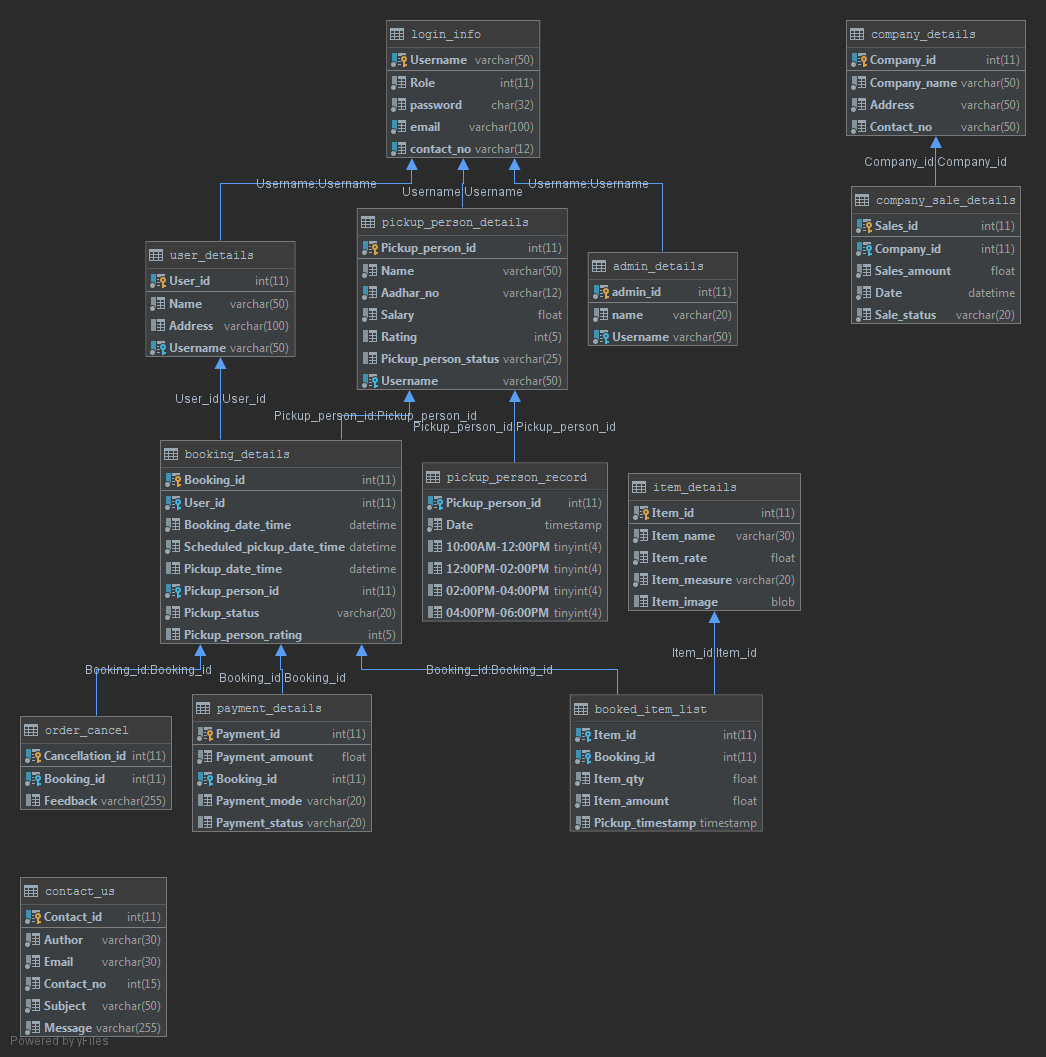 login_info
Username varchar(50)
Role int(11)
password char(32)
email varchar(100)
contact_no varchar(12)
company_details
Company_id int(11)
Company_name varchar(50)
Address varchar(50)
Contact_no varchar(50)
Company_id:Company_id
Username:Username
Username:Username
Username:Username
company_sale_details
Sales_id int(11)
Company_id int(11)
Sales_amount float
Date datetime
Sale_status varchar(20)
user_details
User_id int(11)
Name varchar(50)
Address varchar(100)
Username varchar(50)
pickup_person_details
Pickup_person_id int(11)
Name varchar(50)
Aadhar_no varchar(12)
Salary float
Rating int(5)
Pickup_person_status varchar(25)
Username varchar(50)
admin_details
admin_id int(11)
name varchar(20)
Username varchar(50)
User_id:User_id
Pickup_person_id:Pickup_person_id
Pickup_person_id:Pickup_person_id
booking_details
Booking_id int(11)
User_id int(11)
Booking_date_time datetime
Scheduled_pickup_date_time datetime
Pickup_date_time datetime
Pickup_person_id int(11)
Pickup_status varchar(20)
Pickup_person_rating int(5)
pickup_person_record
Pickup_person_id int(11)
Date timestamp
10:00AM-12:00PM tinyint(4)
12:00PM-02:00PM tinyint(4)
02:00PM-04:00PM tinyint(4)
04:00PM-06:00PM tinyint(4)
item_details
Item_id int(11)
Item_name varchar(30)
Item_rate float
Item_measure varchar(20)
Item_image blob
Item_id:Item_id
Booking_id:Booking_id
Booking_id:Booking_id
Booking_id:Booking_id
order_cancel
Cancellation_id int(11)
Booking_id int(11)
Feedback varchar(255)
payment_details
Payment_id int(11)
Payment_amount float
Booking_id int(11)
Payment_mode varchar(20)
Payment_status varchar(20)
booked_item_list
Item_id int(11)
Booking_id int(11)
Item_qty float
Item_amount float
Pickup_timestamp timestamp
contact_us
Contact_id int(11)
Author varchar(30)
Email varchar(30)
Contact_no int(15)
Subject varchar(50)
Message varchar(255)
Powered by yFiles